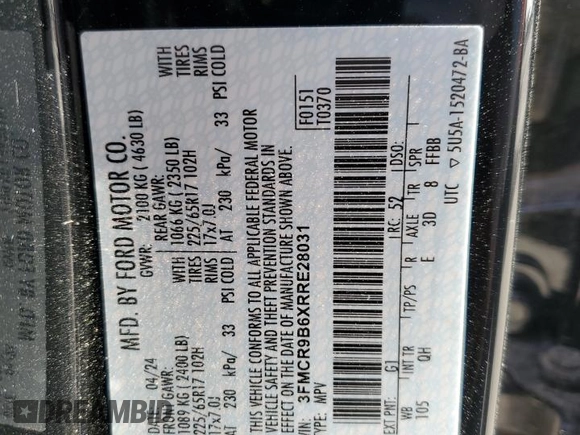 MFD. BY FORD MOTOR CO.
04/24 GVWR: 2100 KG ( 4630 LB)
FRONT GAWR: REAR GAWR:
1089 KG ( 2400 LB) 1066 KG ( 2350 LB) WITH
225/65R17 102H 225/65R17 102H TIRES
17x7.0J 17x7.0J RIMS
AT 230 kPa/ 33 AT 230 kPa/ 33 PSI COLD
WITH
TIRES
RIMS
PSI COLD
THIS VEHICLE CONFORMS TO ALL APPLICABLE FEDERAL MOTOR
VEHICLE SAFETY AND THEFT PREVENTION STANDARDS IN
EFFECT ON THE DATE OF MANUFACTURE SHOWN ABOVE.
VIN: 3FMCR9B6XRRE28031
TYPE: MPV
F0151
T0370
EXT PNT: G1 RC: 52 DSO:
WB INT TR TP/PS R AXLE TR SPR
105 QH E 3D 8 FFBB
UTC ▽ 5U5A-1520472-BA
DREAMBID